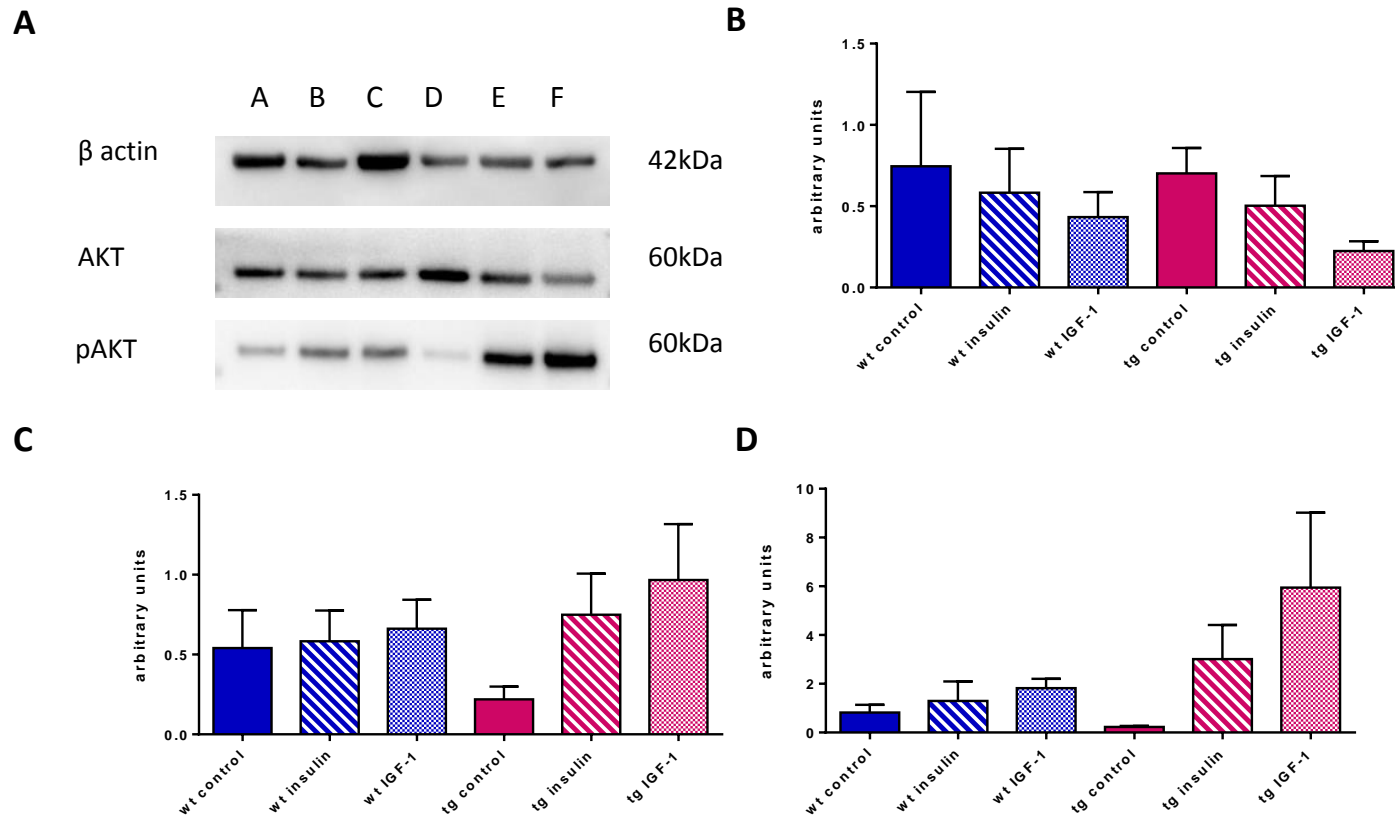 A
A B C D E F
β actin 42kDa
AKT 60kDa
pAKT 60kDa
B
arbitrary units
1.5
1.0
0.5
0.0
wt control
wt insulin
wt IGF-1
tg control
tg insulin
tg IGF-1
C
arbitrary units
1.5
1.0
0.5
0.0
wt control
wt insulin
wt IGF-1
tg control
tg insulin
tg IGF-1
D
arbitrary units
10
8
6
4
2
0
wt control
wt insulin
wt IGF-1
tg control
tg insulin
tg IGF-1